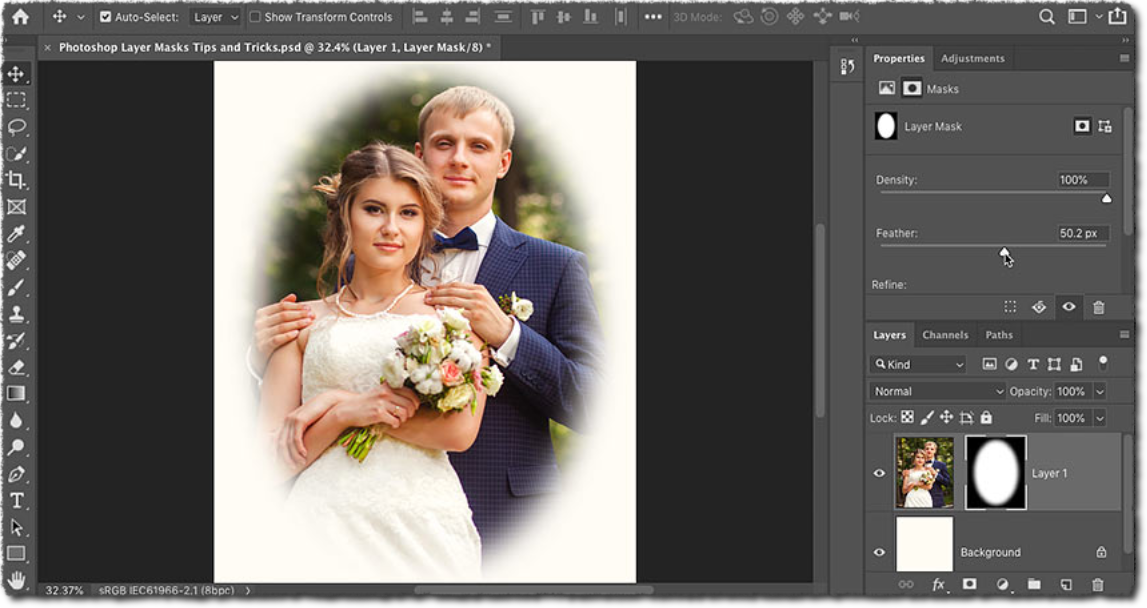 Auto-Select: Layer Show Transform Controls 3D Mode:
× Photoshop Layer Masks Tips and Tricks.psd @ 32.4% (Layer 1, Layer Mask/8) *
Properties Adjustments
Masks
Layer Mask
Density: 100%
Feather: 50.2 px
Refine:
Layers Channels Paths
Kind
Normal Opacity: 100%
Lock: Fill: 100%
Layer 1
Background
fx
32.37% sRGB IEC61966-2.1 (8bpc)